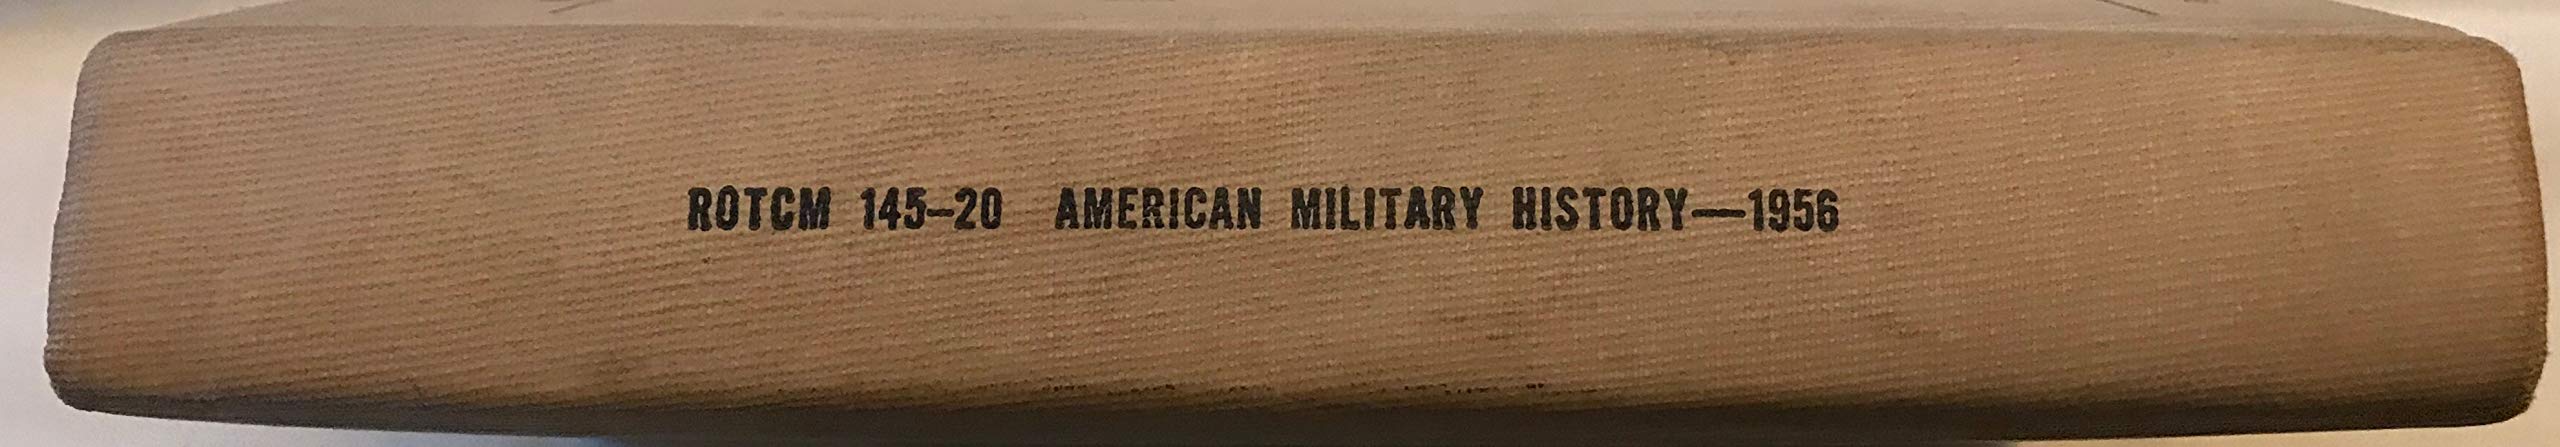 ROTCM 145-20 AMERICAN MILITARY HISTORY—1956